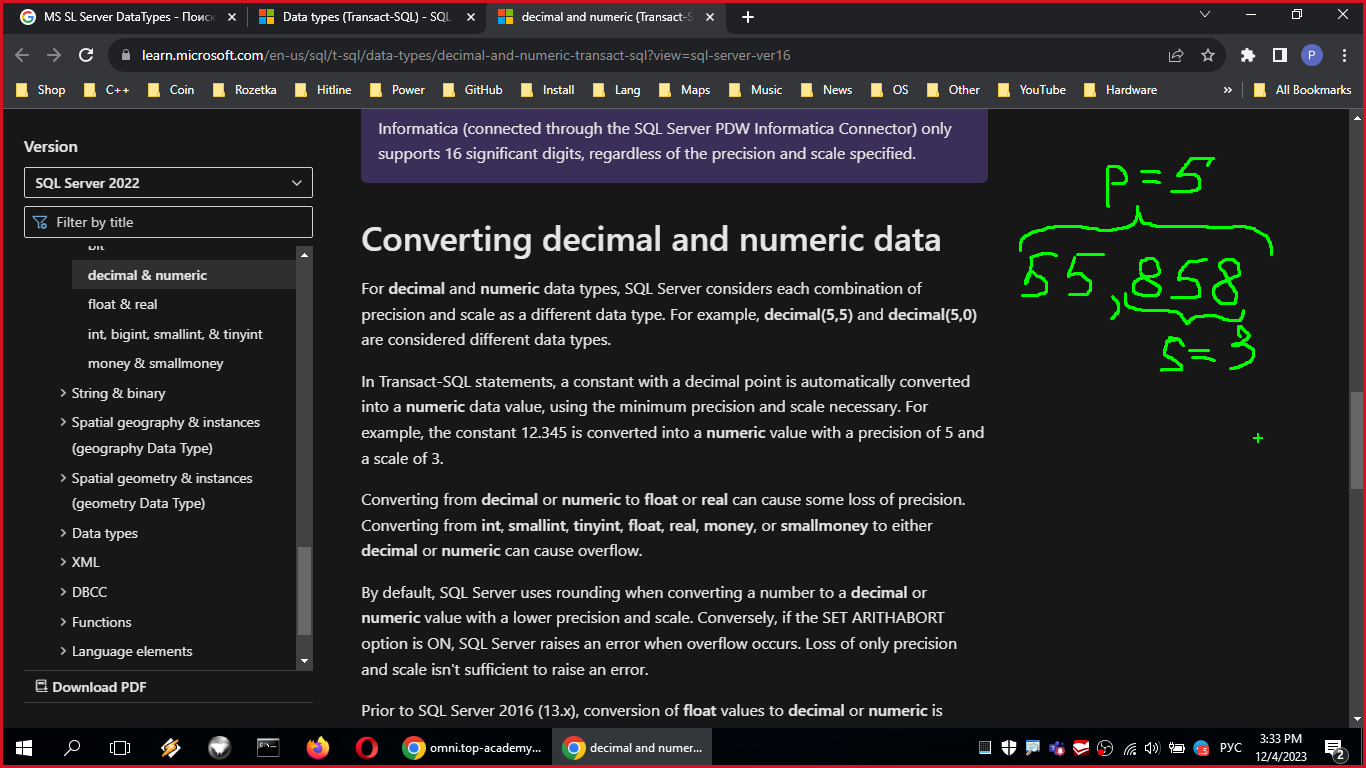 MS SL Server DataTypes - Поиск
Data types (Transact-SQL) - SQL
decimal and numeric (Transact-S
learn.microsoft.com/en-us/sql/t-sql/data-types/decimal-and-numeric-transact-sql?view=sql-server-ver16
P
Shop C++ Coin Rozetka Hitline Power GitHub Install Lang Maps Music News OS Other YouTube Hardware » All Bookmarks
Version
SQL Server 2022
Filter by title
bit
decimal & numeric
float & real
int, bigint, smallint, & tinyint
money & smallmoney
String & binary
Spatial geography & instances
(geography Data Type)
Spatial geometry & instances
(geometry Data Type)
Data types
XML
DBCC
Functions
Language elements
Download PDF
Informatica (connected through the SQL Server PDW Informatica Connector) only
supports 16 significant digits, regardless of the precision and scale specified.
Converting decimal and numeric data
For decimal and numeric data types, SQL Server considers each combination of
precision and scale as a different data type. For example, decimal(5,5) and decimal(5,0)
are considered different data types.
In Transact-SQL statements, a constant with a decimal point is automatically converted
into a numeric data value, using the minimum precision and scale necessary. For
example, the constant 12.345 is converted into a numeric value with a precision of 5 and
a scale of 3.
Converting from decimal or numeric to float or real can cause some loss of precision.
Converting from int, smallint, tinyint, float, real, money, or smallmoney to either
decimal or numeric can cause overflow.
By default, SQL Server uses rounding when converting a number to a decimal or
numeric value with a lower precision and scale. Conversely, if the SET ARITHABORT
option is ON, SQL Server raises an error when overflow occurs. Loss of only precision
and scale isn't sufficient to raise an error.
Prior to SQL Server 2016 (13.x), conversion of float values to decimal or numeric is
P=5
55,858
S=3
omni.top-academy...
decimal and numer...
РУС
3:33 PM
12/4/2023
2